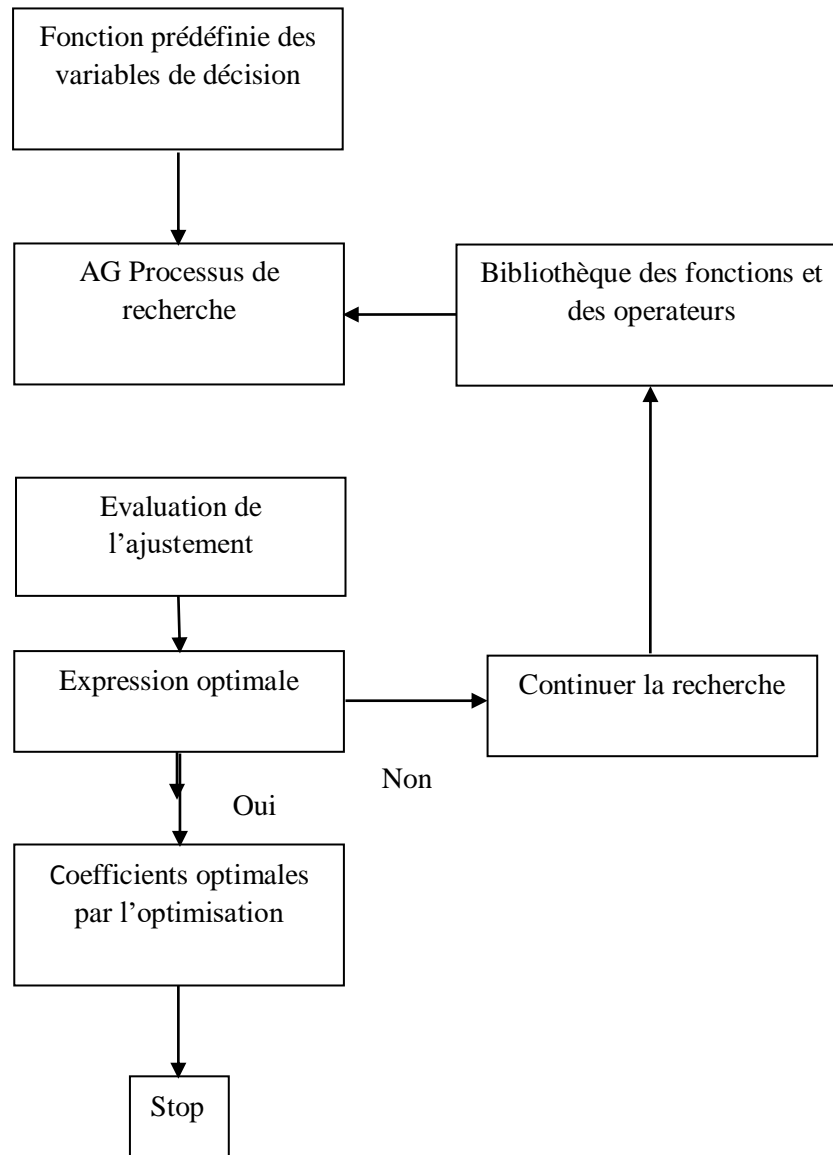 Fonction prédéfinie des
variables de décision
AG Processus de
recherche
Bibliothèque des fonctions et
des operateurs
Evaluation de
l’ajustement
Expression optimale
Continuer la recherche
Non
Oui
Coefficients optimales
par l’optimisation
Stop